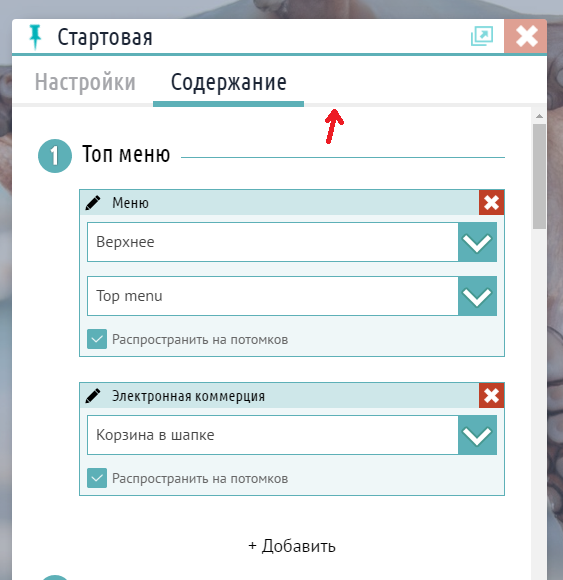 Стартовая
Настройки Содержание
1 Топ меню
Меню
Верхнее
Top menu
Распространить на потомков
Электронная коммерция
Корзина в шапке
Распространить на потомков
+ Добавить